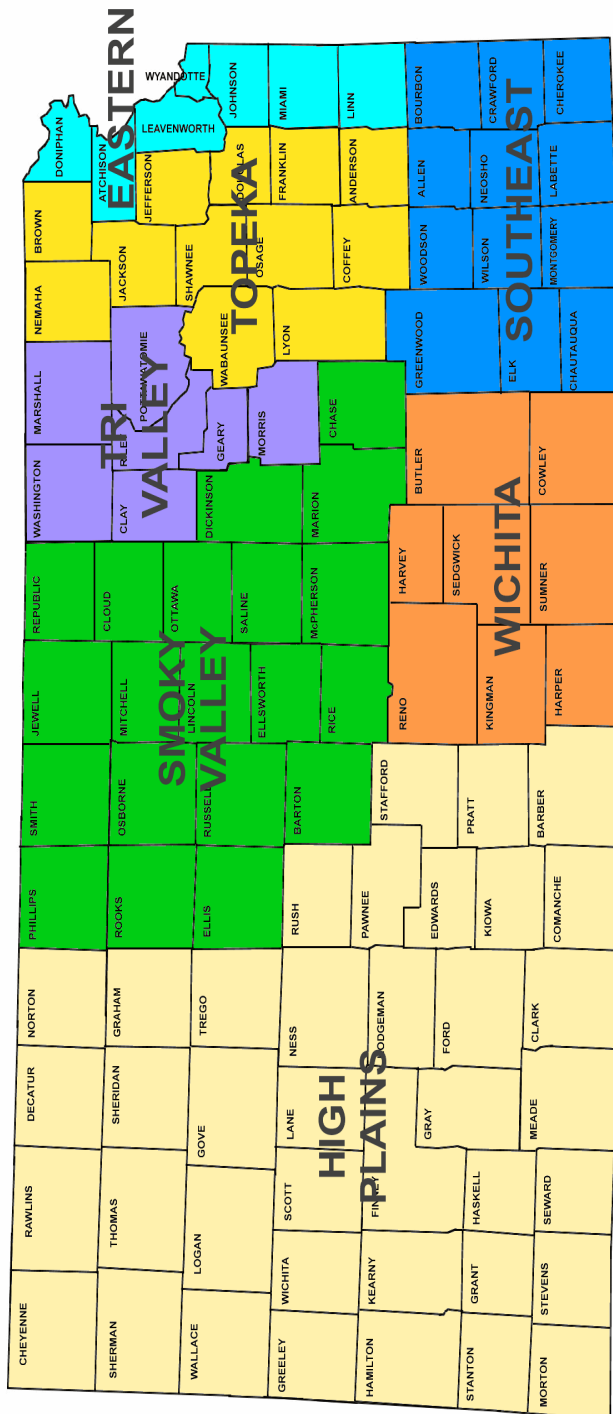 CHEYENNE
RAWLINS
DECATUR
NORTON
PHILLIPS
SMITH
JEWELL
REPUBLIC
WASHINGTON
MARSHALL
NEMAHA
BROWN
DONIPHAN
SHERMAN
THOMAS
SHERIDAN
GRAHAM
ROOKS
OSBORNE
MITCHELL
CLOUD
CLAY
RILEY
POTTAWATOMIE
JACKSON
ATCHISON
JEFFERSON
LEAVENWORTH
WYANDOTTE
EASTERN
TRI
VALLEY
WALLACE
LOGAN
GOVE
TREGO
ELLIS
RUSSELL
LINCOLN
OTTAWA
SMOKY
VALLEY
DICKINSON
GEARY
WABAUNSEE
SHAWNEE
DOUGLAS
JOHNSON
TOPEKA
GREELEY
WICHITA
SCOTT
LANE
NESS
RUSH
BARTON
ELLSWORTH
SALINE
MORRIS
LYON
OSAGE
FRANKLIN
MIAMI
HIGH
PLAINS
HAMILTON
KEARNY
FINNEY
HODGEMAN
PAWNEE
STAFFORD
RICE
McPHERSON
MARION
CHASE
COFFEY
ANDERSON
LINN
GRAY
FORD
EDWARDS
RENO
HARVEY
BUTLER
GREENWOOD
WOODSON
ALLEN
BOURBON
STANTON
GRANT
HASKELL
KIOWA
PRATT
KINGMAN
SEDGWICK
WICHITA
ELK
WILSON
NEOSHO
CRAWFORD
SOUTHEAST
MORTON
STEVENS
SEWARD
MEADE
CLARK
COMANCHE
BARBER
HARPER
SUMNER
COWLEY
CHAUTAUQUA
MONTGOMERY
LABETTE
CHEROKEE